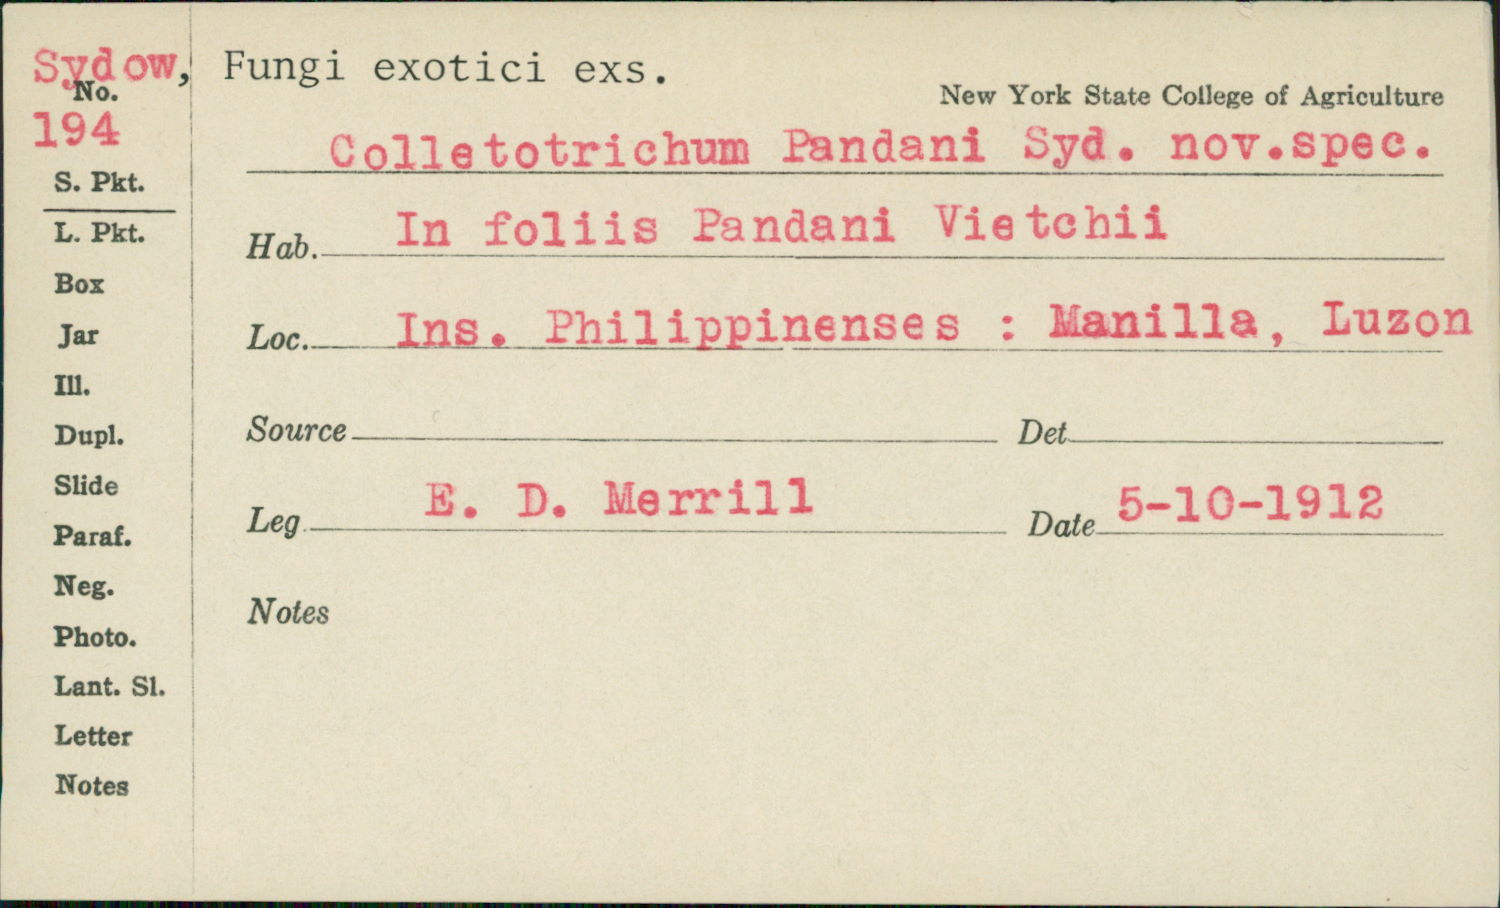 Sydow, Fungi exotici exs.
No.
194
New York State College of Agriculture
Colletotrichum Pandani Syd. nov.spec.
S. Pkt.
L. Pkt.
Hab. In foliis Pandani Vietchii
Box
Jar
Loc. Ins. Philippinenses : Manilla, Luzon
Ill.
Dupl.
Source Det
Slide
Leg E. D. Merrill Date 5-10-1912
Paraf.
Neg.
Notes
Photo.
Lant. Sl.
Letter
Notes